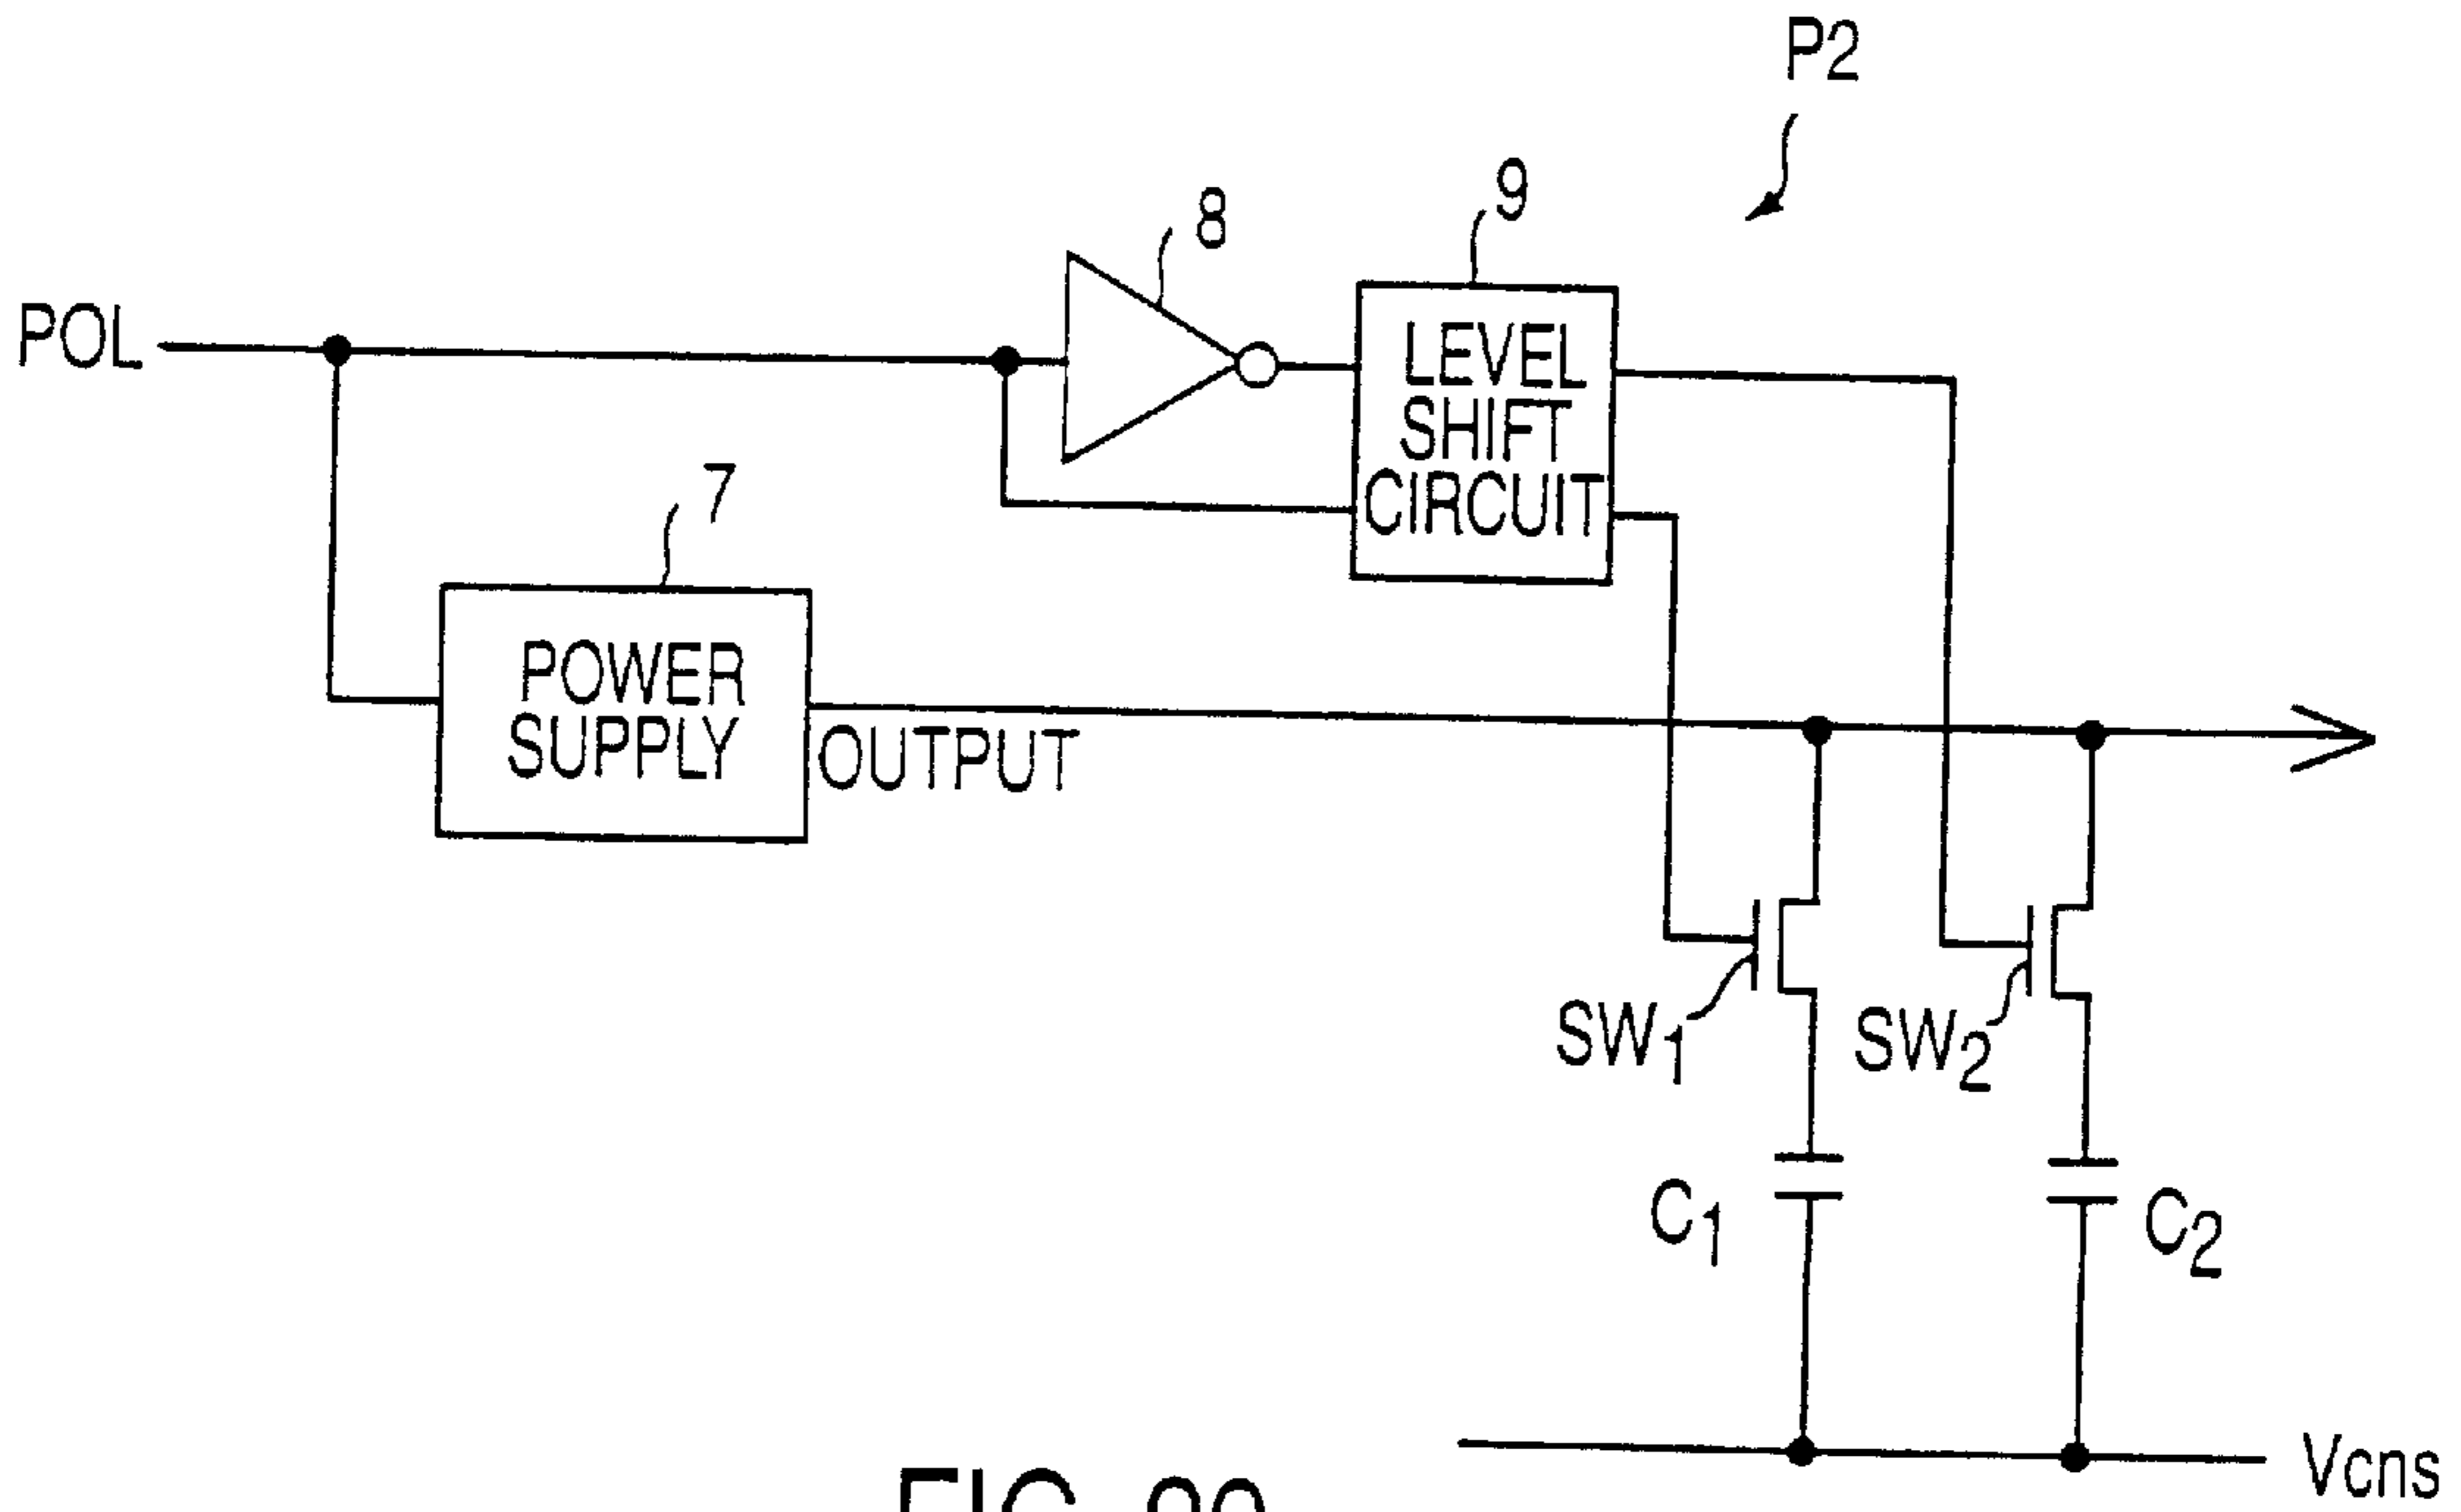 P2
9
8
POL
LEVEL
SHIFT
CIRCUIT
7
POWER
SUPPLY
OUTPUT
SW1
SW2
C1
C2
Vcns